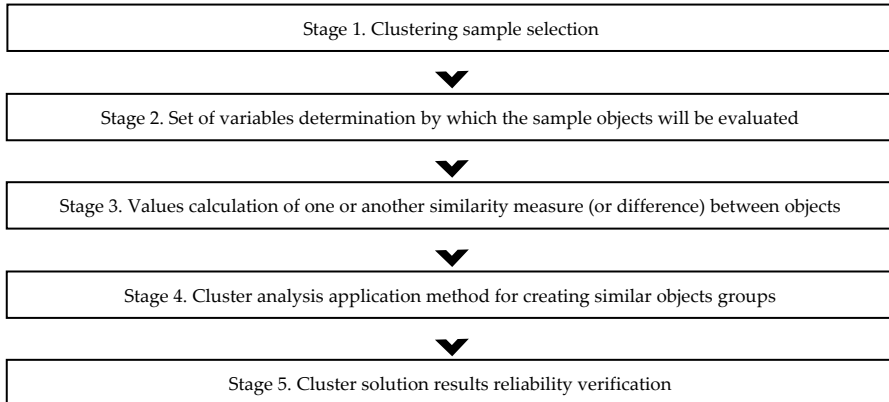 Stage 1. Clustering sample selection
Stage 2. Set of variables determination by which the sample objects will be evaluated
Stage 3. Values calculation of one or another similarity measure (or difference) between objects
Stage 4. Cluster analysis application method for creating similar objects groups
Stage 5. Cluster solution results reliability verification